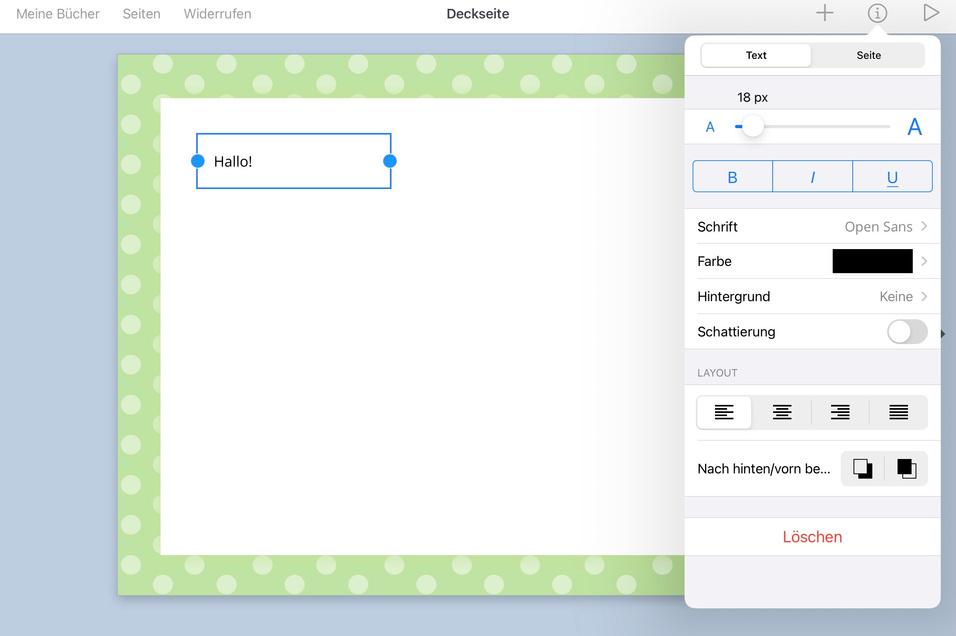 Meine Bücher Seiten Widerrufen Deckseite
Text Seite
18 px
A A
B I U
Hallo!
Schrift Open Sans
Farbe
Hintergrund Keine
Schattierung
LAYOUT
Nach hinten/vorn be...
Löschen